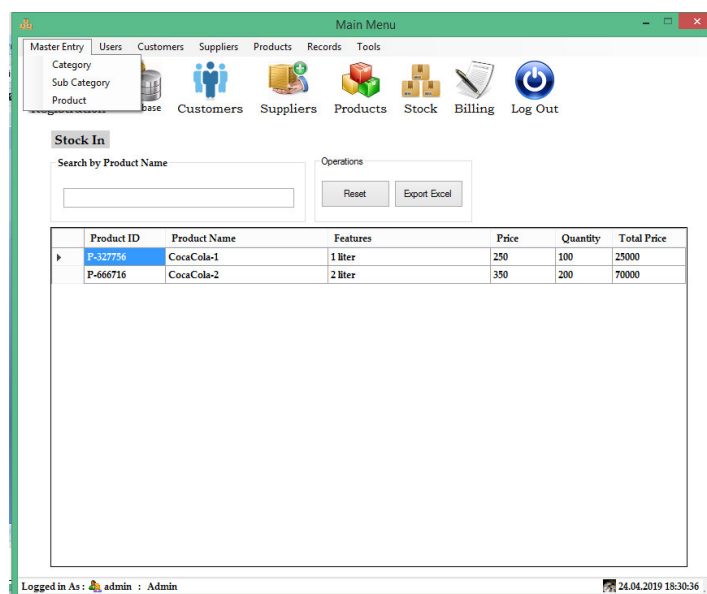 Main Menu
Master Entry Users Customers Suppliers Products Records Tools
Category
Sub Category
Product
Customers Suppliers Products Stock Billing Log Out
Stock In
Search by Product Name
Operations
Reset Export Excel
Product ID Product Name Features Price Quantity Total Price
P-327756 CocaCola-1 1 liter 250 100 25000
P-666716 CocaCola-2 2 liter 350 200 70000
Logged in As : admin : Admin 24.04.2019 18:30:36